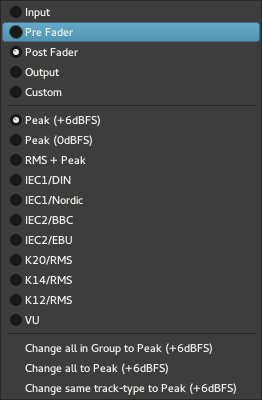 Input
Pre Fader
Post Fader
Output
Custom
Peak (+6dBFS)
Peak (0dBFS)
RMS + Peak
IEC1/DIN
IEC1/Nordic
IEC2/BBC
IEC2/EBU
K20/RMS
K14/RMS
K12/RMS
VU
Change all in Group to Peak (+6dBFS)
Change all to Peak (+6dBFS)
Change same track-type to Peak (+6dBFS)